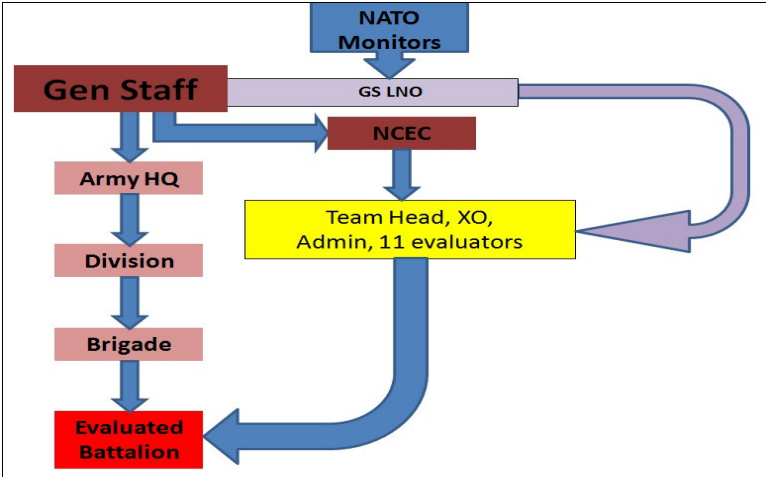 NATO
Monitors
Gen Staff
GS LNO
NCEC
Army HQ
Team Head, XO,
Admin, 11 evaluators
Division
Brigade
Evaluated
Battalion